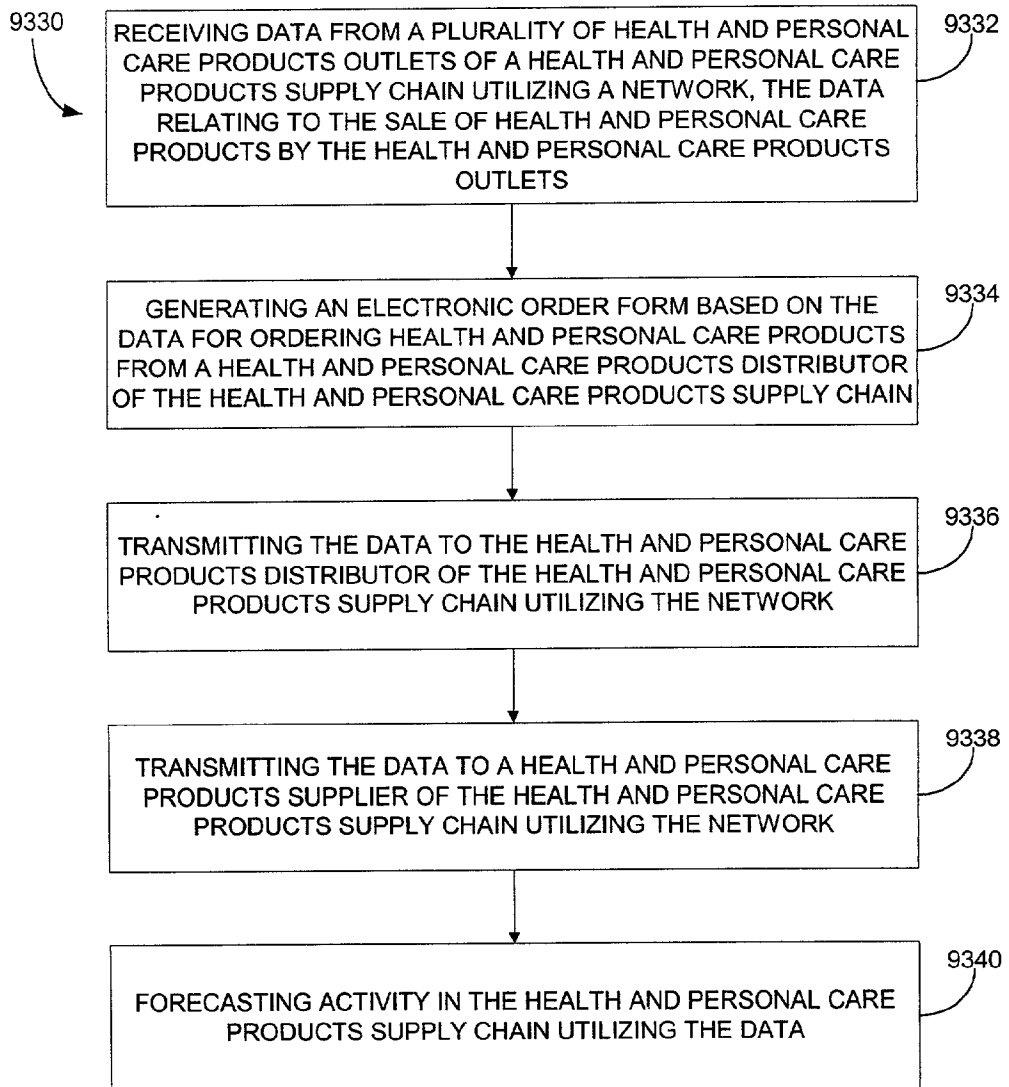 9330
RECEIVING DATA FROM A PLURALITY OF HEALTH AND PERSONAL
CARE PRODUCTS OUTLETS OF A HEALTH AND PERSONAL CARE
PRODUCTS SUPPLY CHAIN UTILIZING A NETWORK, THE DATA
RELATING TO THE SALE OF HEALTH AND PERSONAL CARE
PRODUCTS BY THE HEALTH AND PERSONAL CARE PRODUCTS
OUTLETS
9332
GENERATING AN ELECTRONIC ORDER FORM BASED ON THE
DATA FOR ORDERING HEALTH AND PERSONAL CARE PRODUCTS
FROM A HEALTH AND PERSONAL CARE PRODUCTS DISTRIBUTOR
OF THE HEALTH AND PERSONAL CARE PRODUCTS SUPPLY CHAIN
9334
TRANSMITTING THE DATA TO THE HEALTH AND PERSONAL CARE
PRODUCTS DISTRIBUTOR OF THE HEALTH AND PERSONAL CARE
PRODUCTS SUPPLY CHAIN UTILIZING THE NETWORK
9336
TRANSMITTING THE DATA TO A HEALTH AND PERSONAL CARE
PRODUCTS SUPPLIER OF THE HEALTH AND PERSONAL CARE
PRODUCTS SUPPLY CHAIN UTILIZING THE NETWORK
9338
FORECASTING ACTIVITY IN THE HEALTH AND PERSONAL CARE
PRODUCTS SUPPLY CHAIN UTILIZING THE DATA
9340